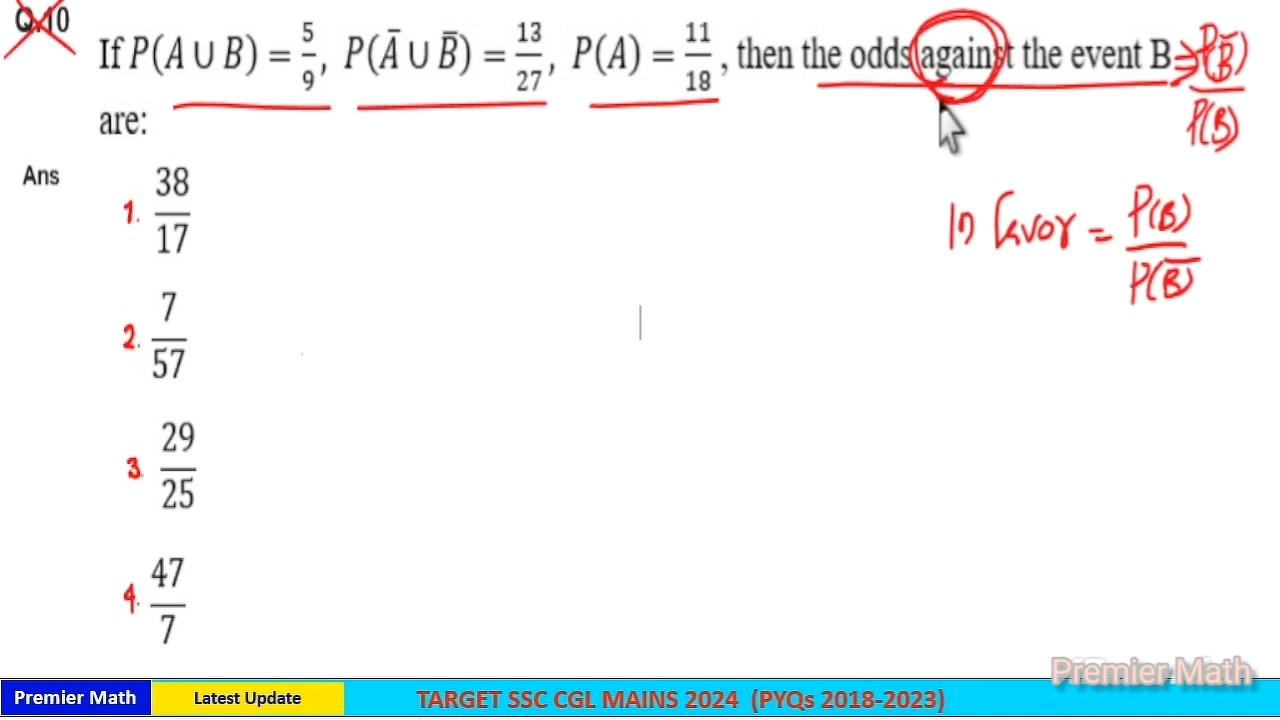 Q.10
If P(A ∪ B) = 5/9, P(Ā ∪ B̄) = 13/27, P(A) = 11/18, then the odds against the event B ⇒ P(B̄)/P(B)
are:
Ans
1. 38/17
In favor = P(B)/P(B̄)
2. 7/57
3. 29/25
4. 47/7
Premier Math
Premier Math Latest Update TARGET SSC CGL MAINS 2024 (PYQs 2018-2023)